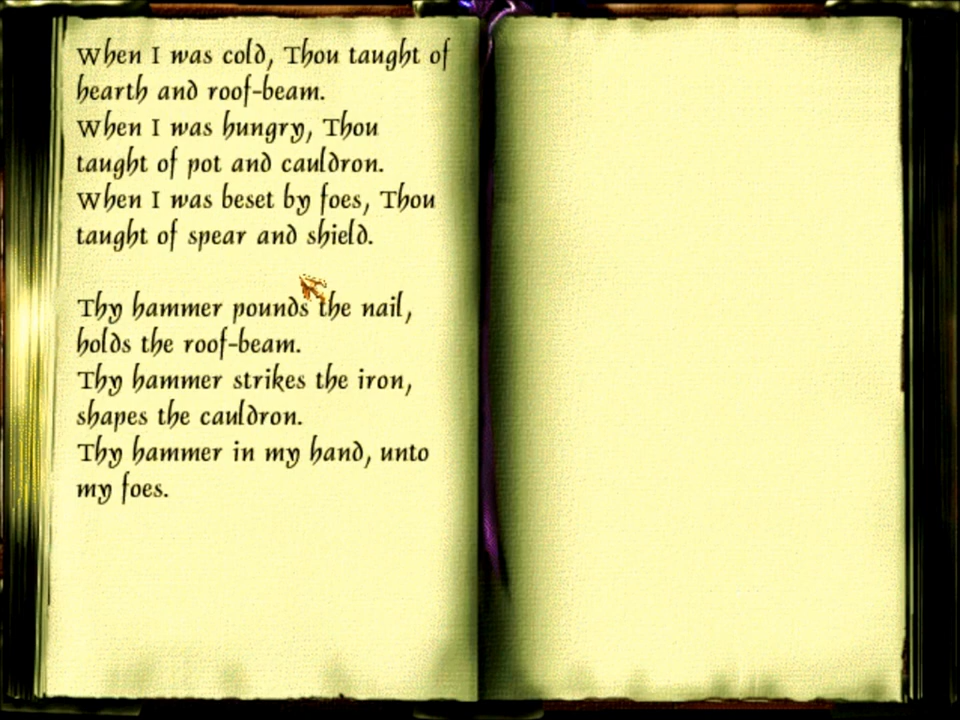 When I was cold, Thou taught of
hearth and roof-beam.
When I was hungry, Thou
taught of pot and cauldron.
When I was beset by foes, Thou
taught of spear and shield.
Thy hammer pounds the nail,
holds the roof-beam.
Thy hammer strikes the iron,
shapes the cauldron.
Thy hammer in my hand, unto
my foes.